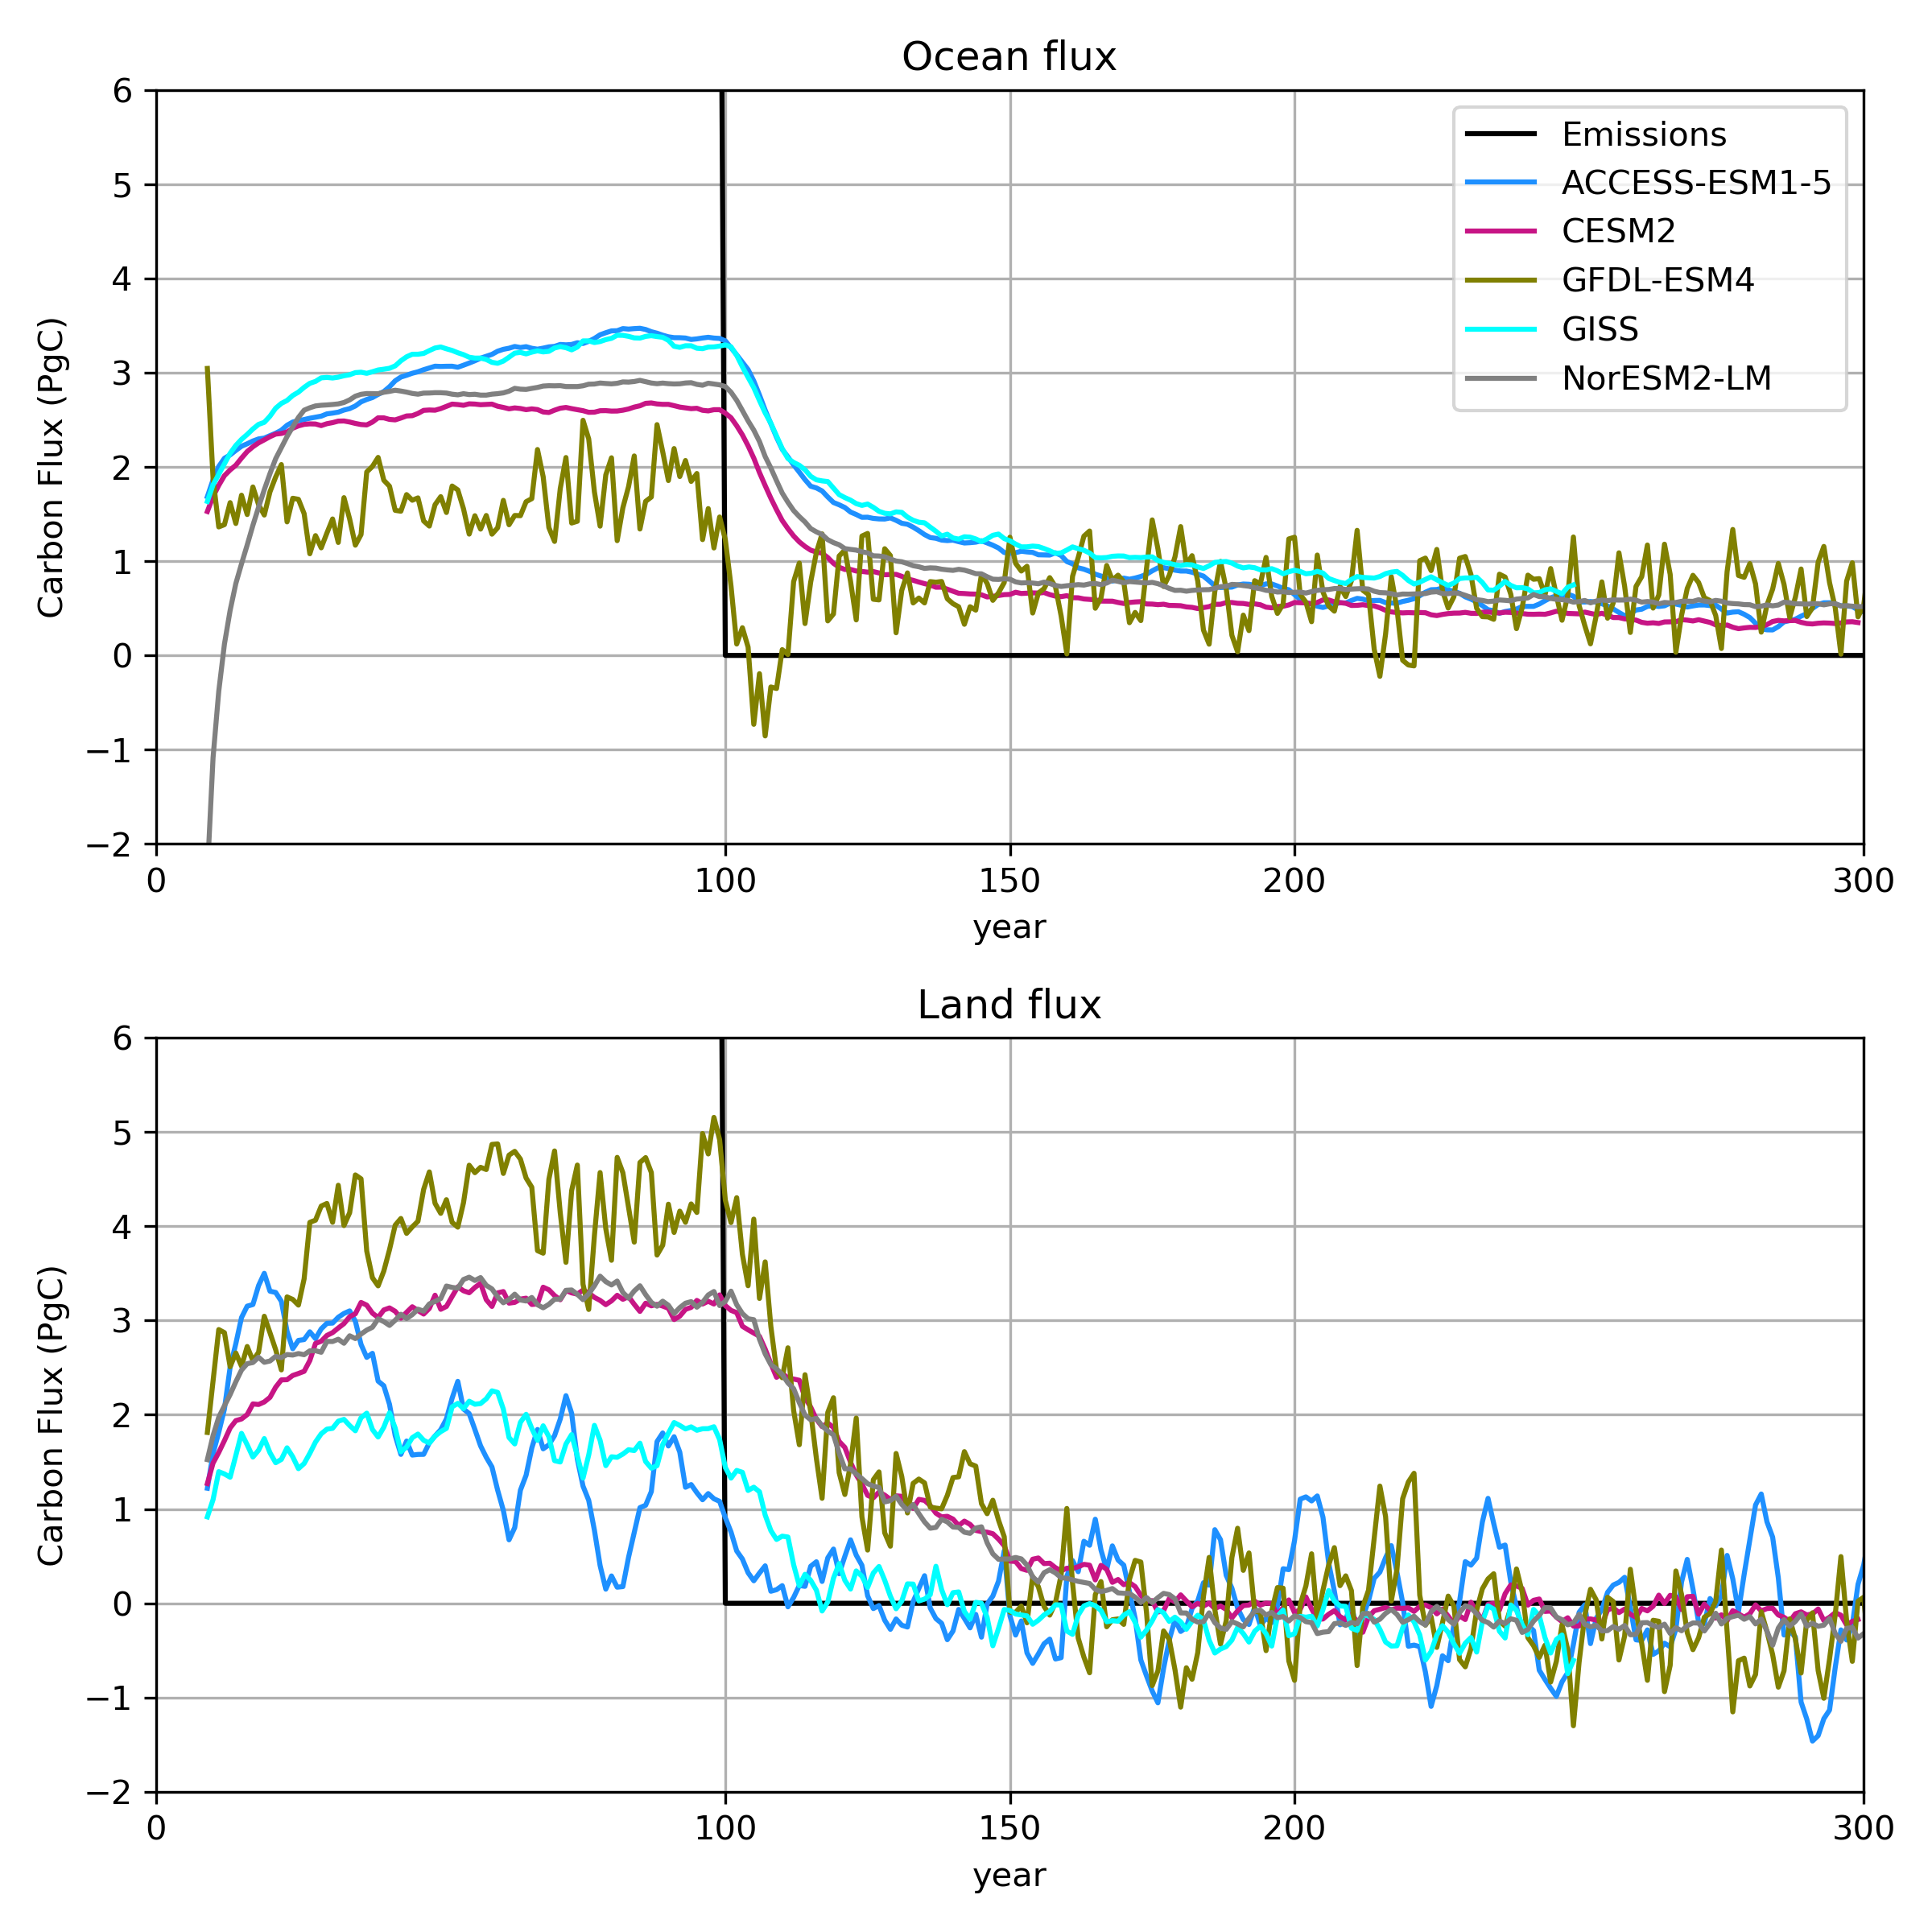 Ocean flux
6
5
4
3
2
1
0
−1
−2
Carbon Flux (PgC)
Emissions
ACCESS-ESM1-5
CESM2
GFDL-ESM4
GISS
NorESM2-LM
0 100 150 200 300
year
Land flux
6
5
4
3
2
1
0
−1
−2
Carbon Flux (PgC)
0 100 150 200 300
year